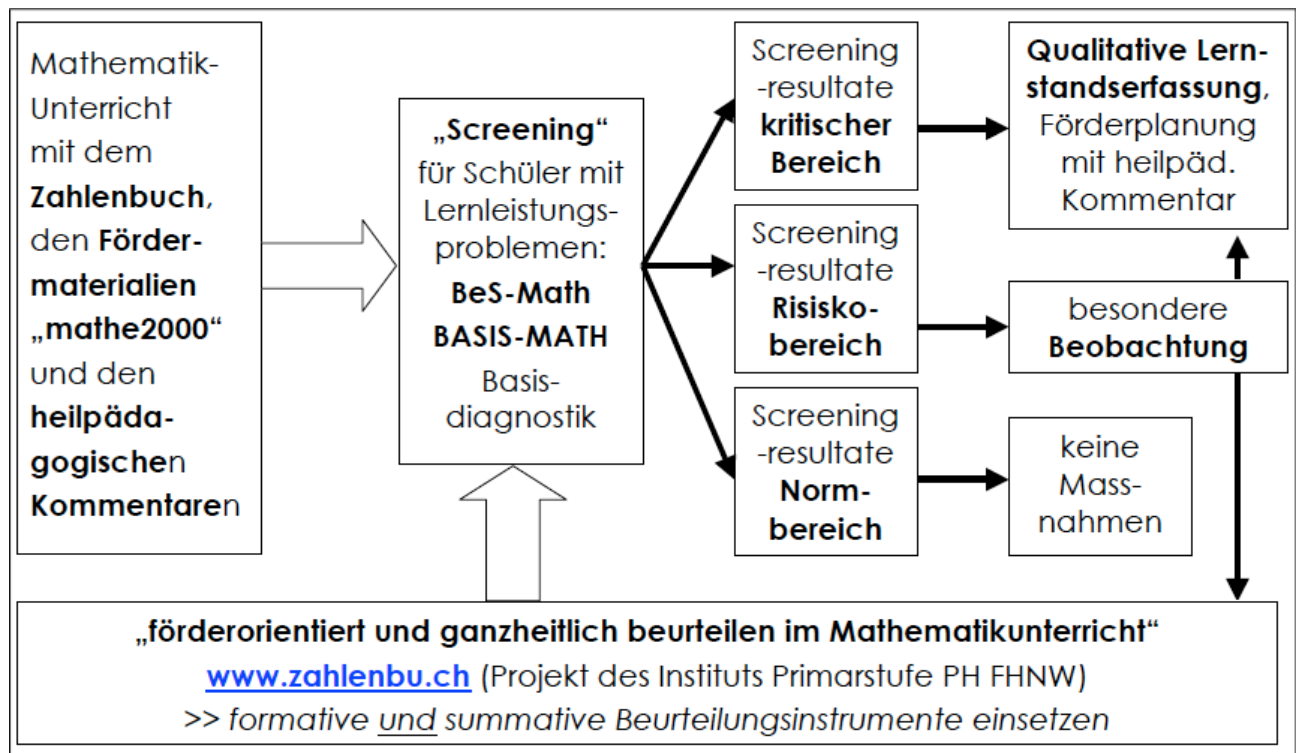 Mathematik-
Unterricht
mit dem
Zahlenbuch,
den Förder-
materialien
„mathe2000“
und den
heilpäda-
gogischen
Kommentaren
„Screening“
für Schüler mit
Lernleistungs-
problemen:
BeS-Math
BASIS-MATH
Basis-
diagnostik
Screening
-resultate
kritischer
Bereich
Qualitative Lern-
standserfassung,
Förderplanung
mit heilpäd.
Kommentar
Screening
-resultate
Risisko-
bereich
besondere
Beobachtung
Screening
-resultate
Norm-
bereich
keine
Mass-
nahmen
„förderorientiert und ganzheitlich beurteilen im Mathematikunterricht“
www.zahlenbu.ch (Projekt des Instituts Primarstufe PH FHNW)
>> formative und summative Beurteilungsinstrumente einsetzen